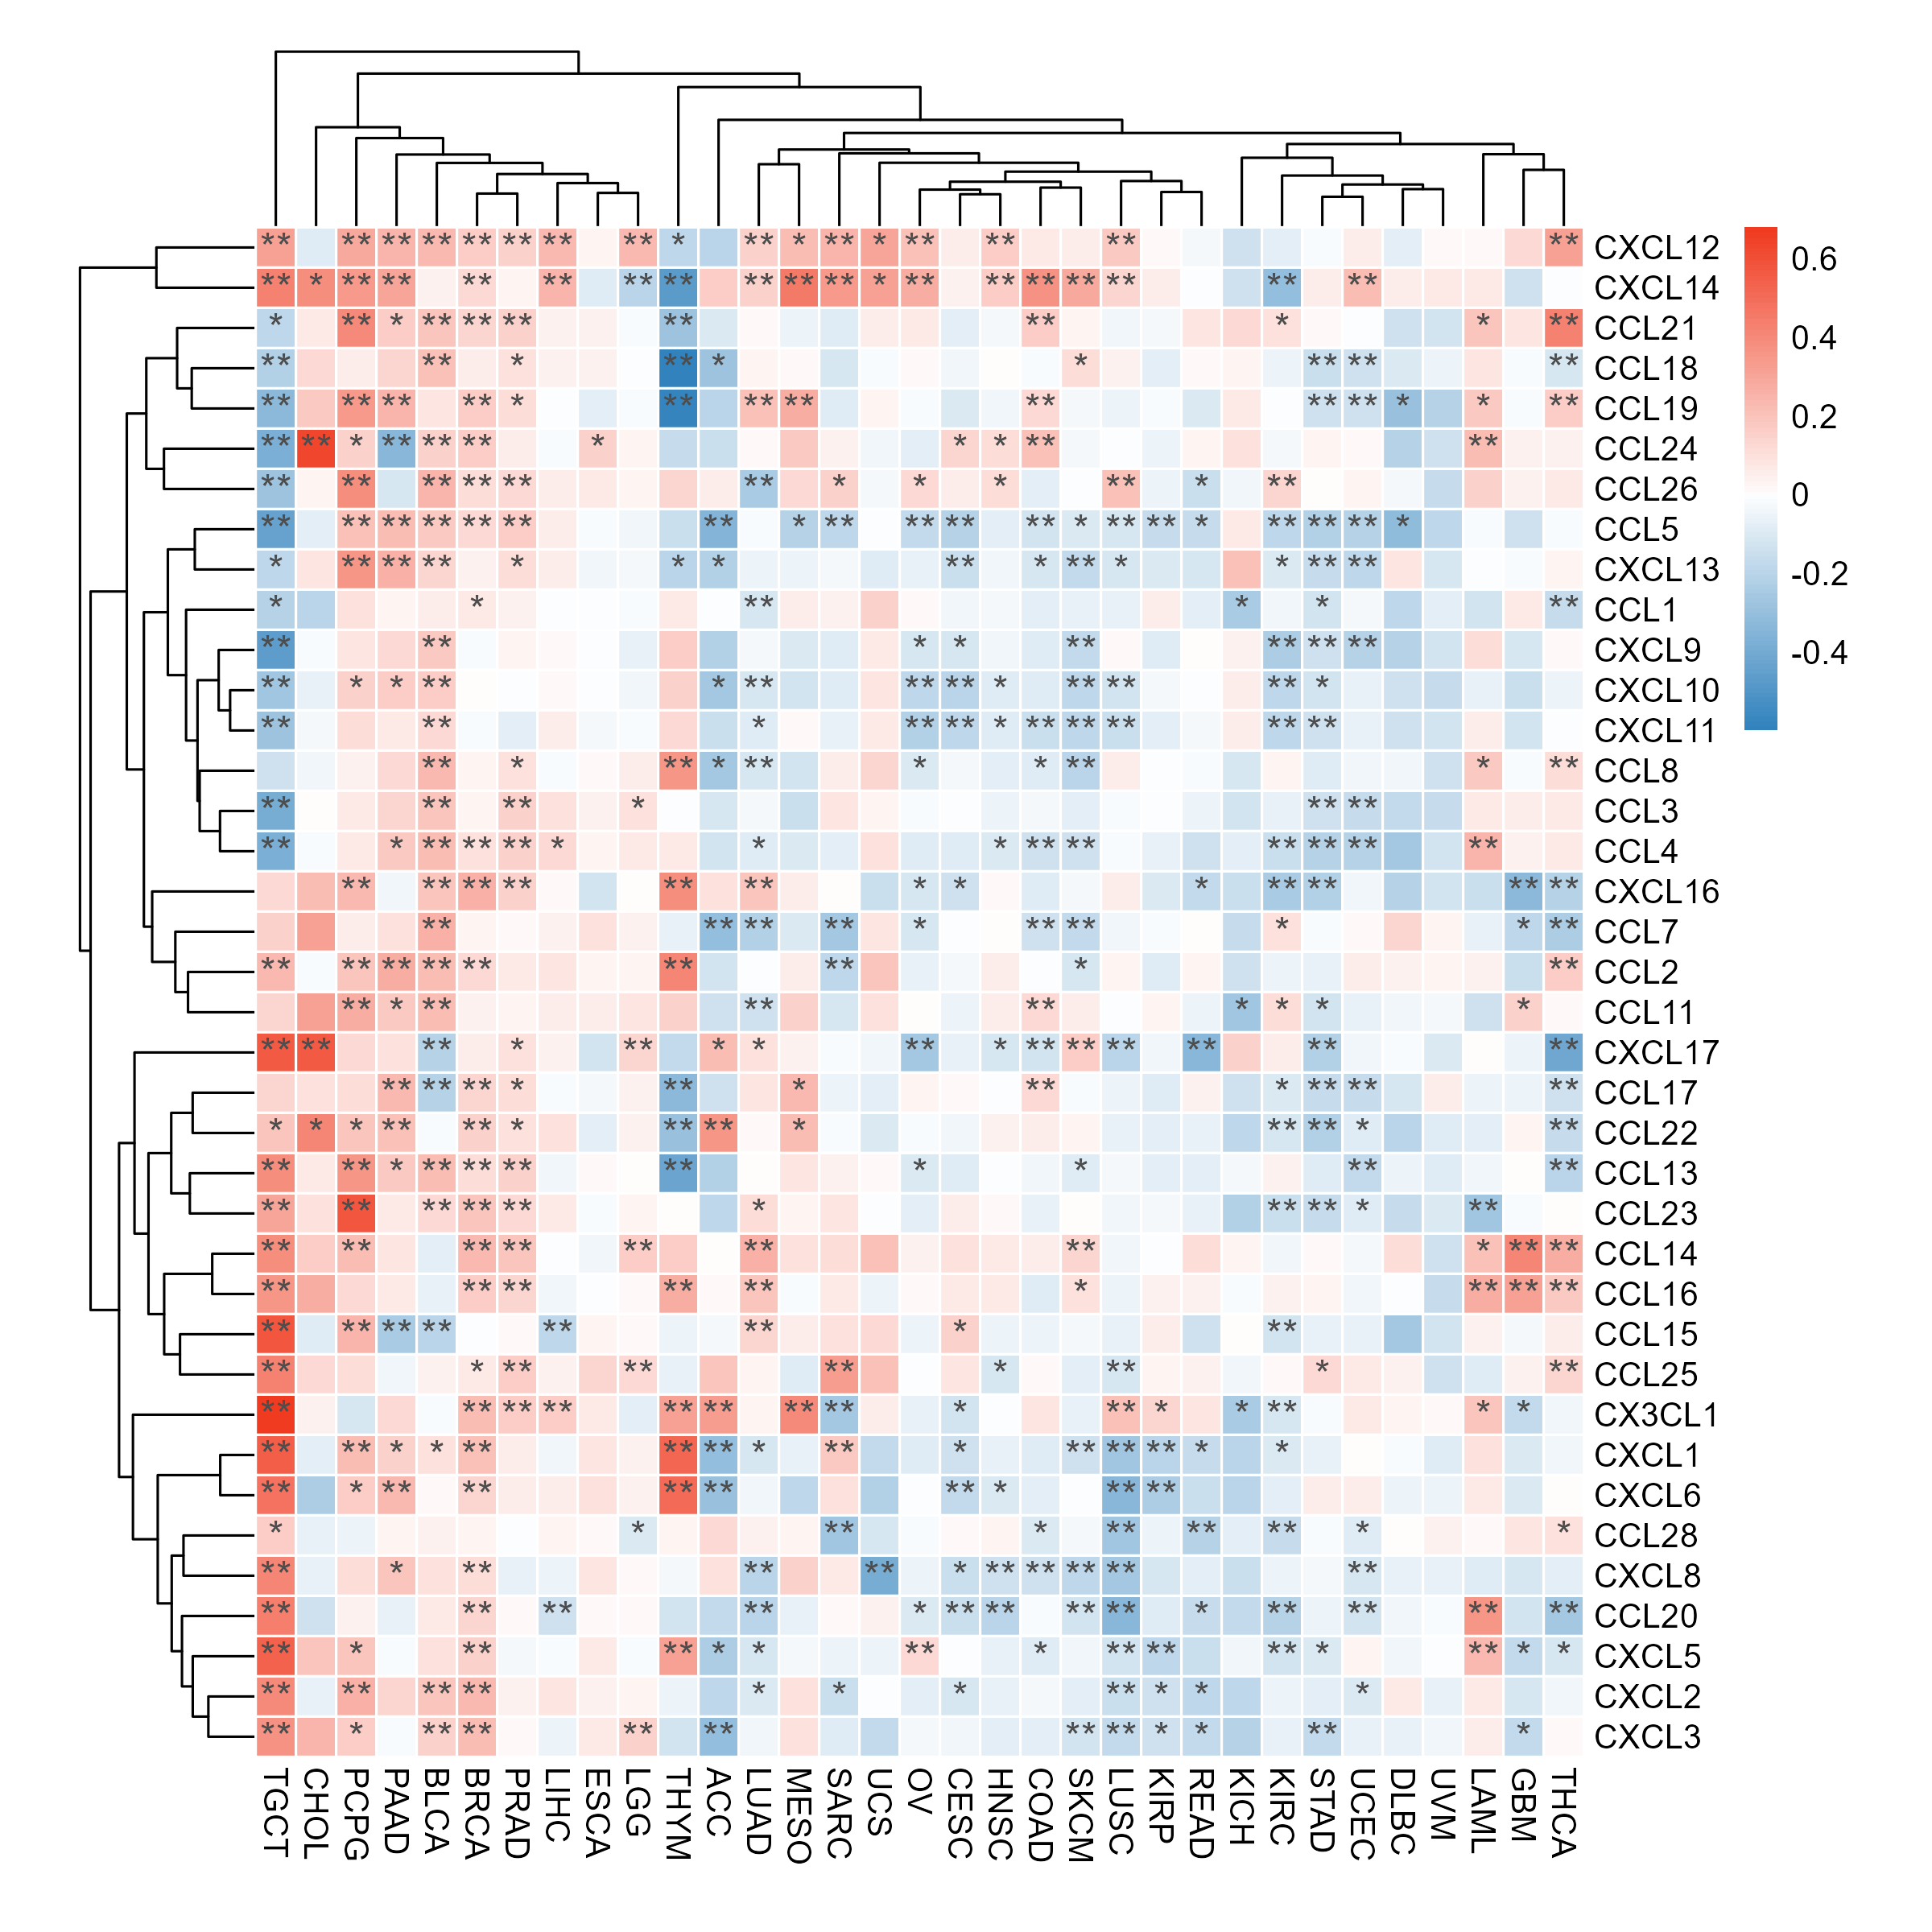 CXCL12
CXCL14
CCL21
CCL18
CCL19
CCL24
CCL26
CCL5
CXCL13
CCL1
CXCL9
CXCL10
CXCL11
CCL8
CCL3
CCL4
CXCL16
CCL7
CCL2
CCL11
CXCL17
CCL17
CCL22
CCL13
CCL23
CCL14
CCL16
CCL15
CCL25
CX3CL1
CXCL1
CXCL6
CCL28
CXCL8
CCL20
CXCL5
CXCL2
CXCL3
TGCT
CHOL
PCPG
PAAD
BLCA
BRCA
PRAD
LIHC
ESCA
LGG
THYM
ACC
LUAD
MESO
SARC
UCS
OV
CESC
HNSC
COAD
SKCM
LUSC
KIRP
READ
KICH
KIRC
STAD
UCEC
DLBC
UVM
LAML
GBM
THCA
0.6
0.4
0.2
0
-0.2
-0.4